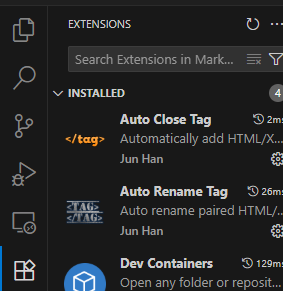 EXTENSIONS
Search Extensions in Mark...
INSTALLED
4
Auto Close Tag
2ms
</tag>
Automatically add HTML/X...
Jun Han
Auto Rename Tag
26ms
<TAG>
</TAG>
Auto rename paired HTML/...
Jun Han
Dev Containers
129ms
Open any folder or reposit...